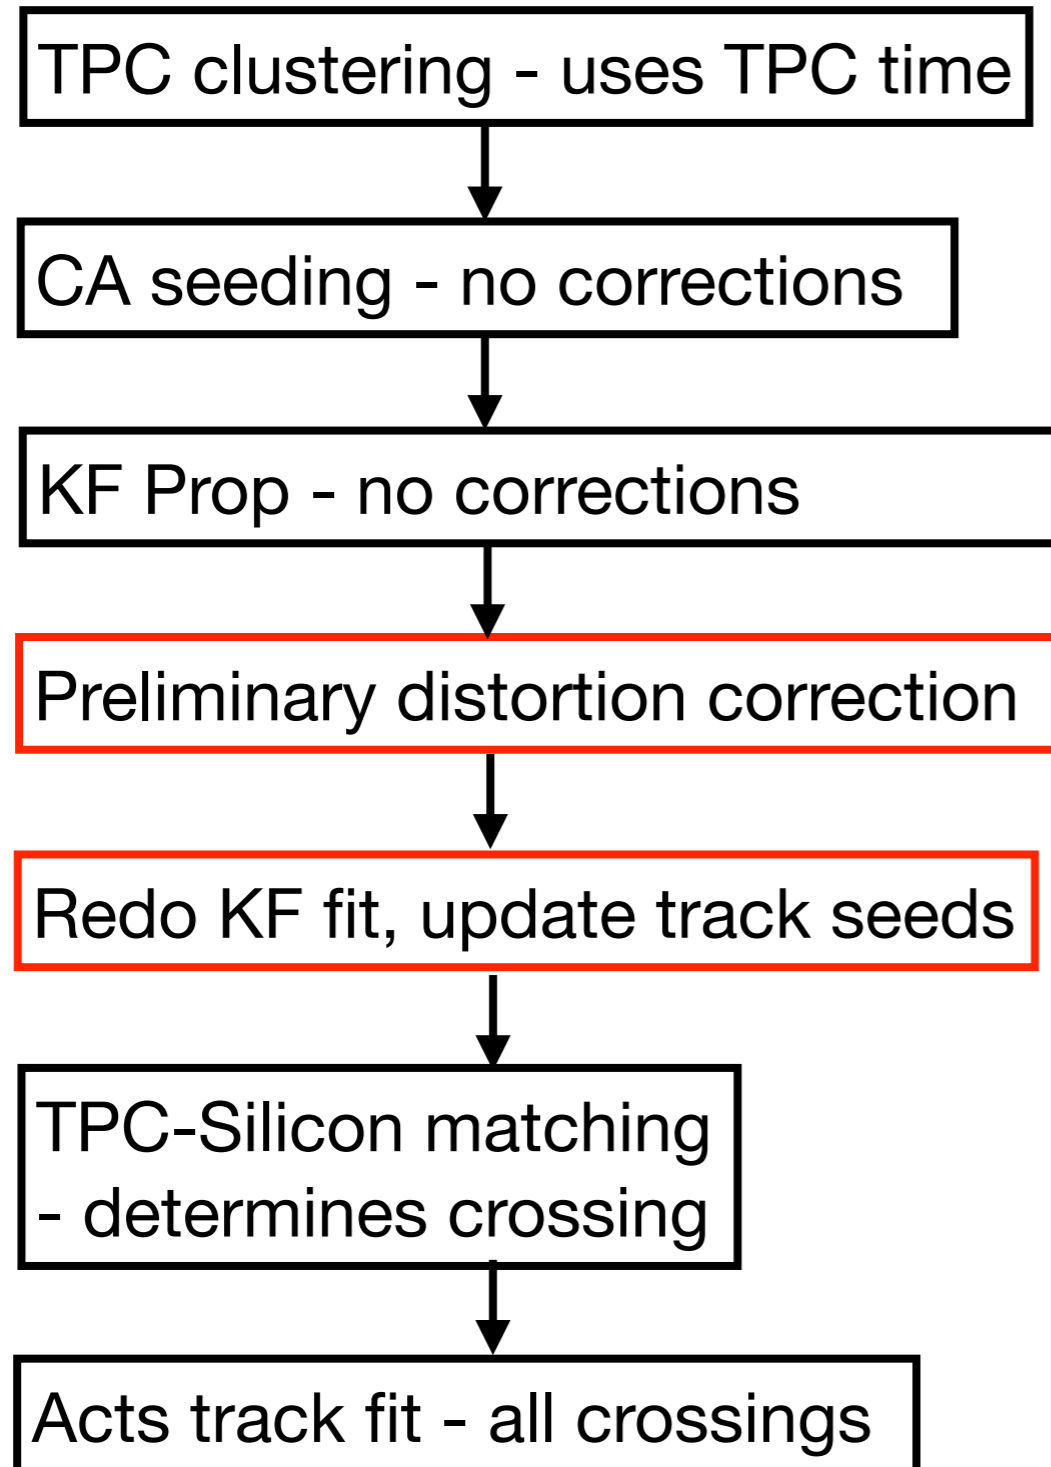 TPC clustering - uses TPC time
CA seeding - no corrections
KF Prop - no corrections
Preliminary distortion correction
Redo KF fit, update track seeds
TPC-Silicon matching
- determines crossing
Acts track fit - all crossings